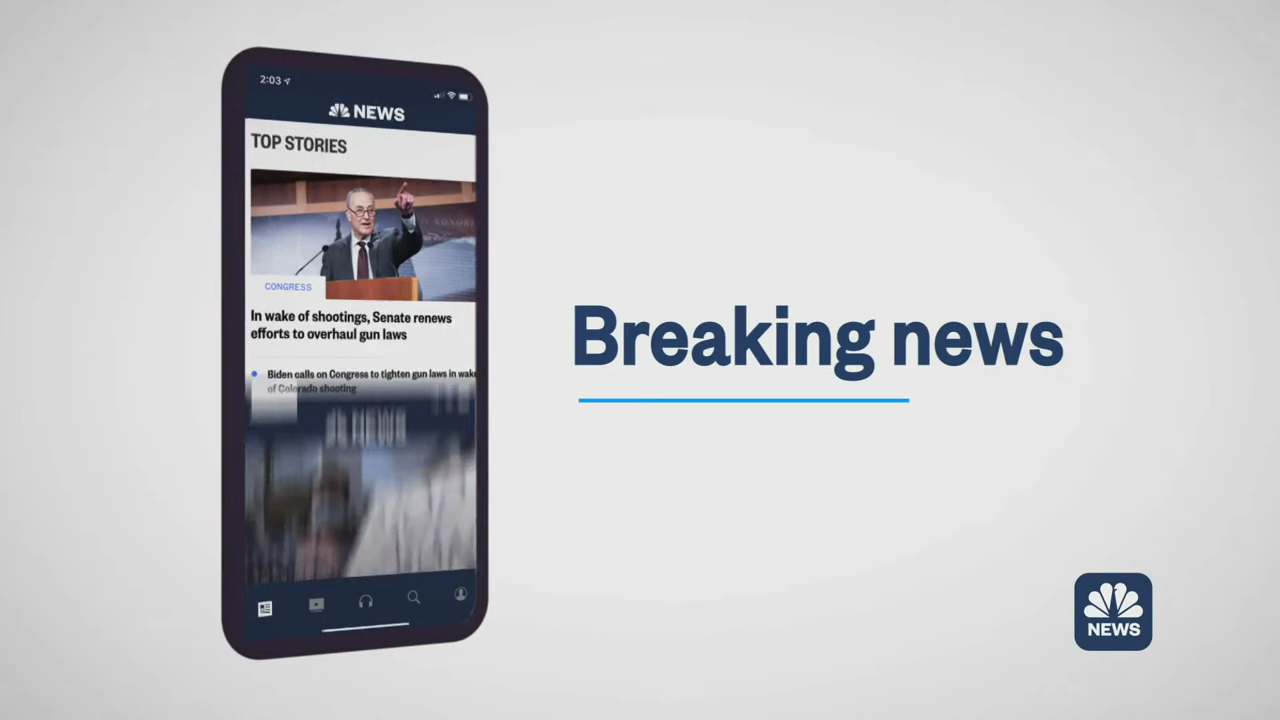 2:03
NEWS
TOP STORIES
CONGRESS
In wake of shootings, Senate renews
efforts to overhaul gun laws
Biden calls on Congress to tighten gun laws in wake
of Colorado shooting
Breaking news
NEWS